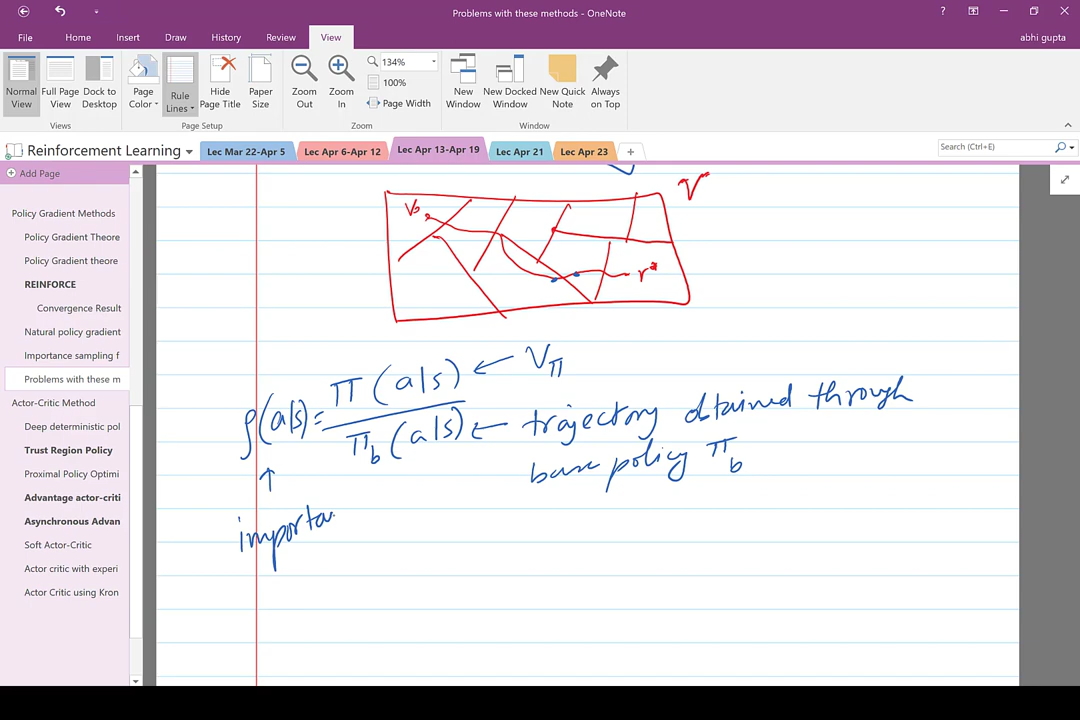 Problems with these methods - OneNote
?
File Home Insert Draw History Review View abhi gupta
Normal View
Full Page View
Dock to Desktop
Page Color
Rule Lines
Hide Page Title
Paper Size
Zoom Out
Zoom In
134%
100%
Page Width
New Window
New Docked Window
New Quick Note
Always on Top
Views Page Setup Zoom Window
Reinforcement Learning Lec Mar 22-Apr 5 Lec Apr 6-Apr 12 Lec Apr 13-Apr 19 Lec Apr 21 Lec Apr 23 + Search (Ctrl+E)
Add Page
Policy Gradient Methods
Policy Gradient Theore
Policy Gradient theore
REINFORCE
Convergence Result
Natural policy gradient
Importance sampling f
Problems with these m
Actor-Critic Method
Deep deterministic pol
Trust Region Policy
Proximal Policy Optimi
Advantage actor-criti
Asynchronous Advan
Soft Actor-Critic
Actor critic with experi
Actor Critic using Kron
r*
ρ(a|s) = π(a|s) / π_b(a|s)
← V_π
← trajectory obtained through
base policy π_b
↑
importa